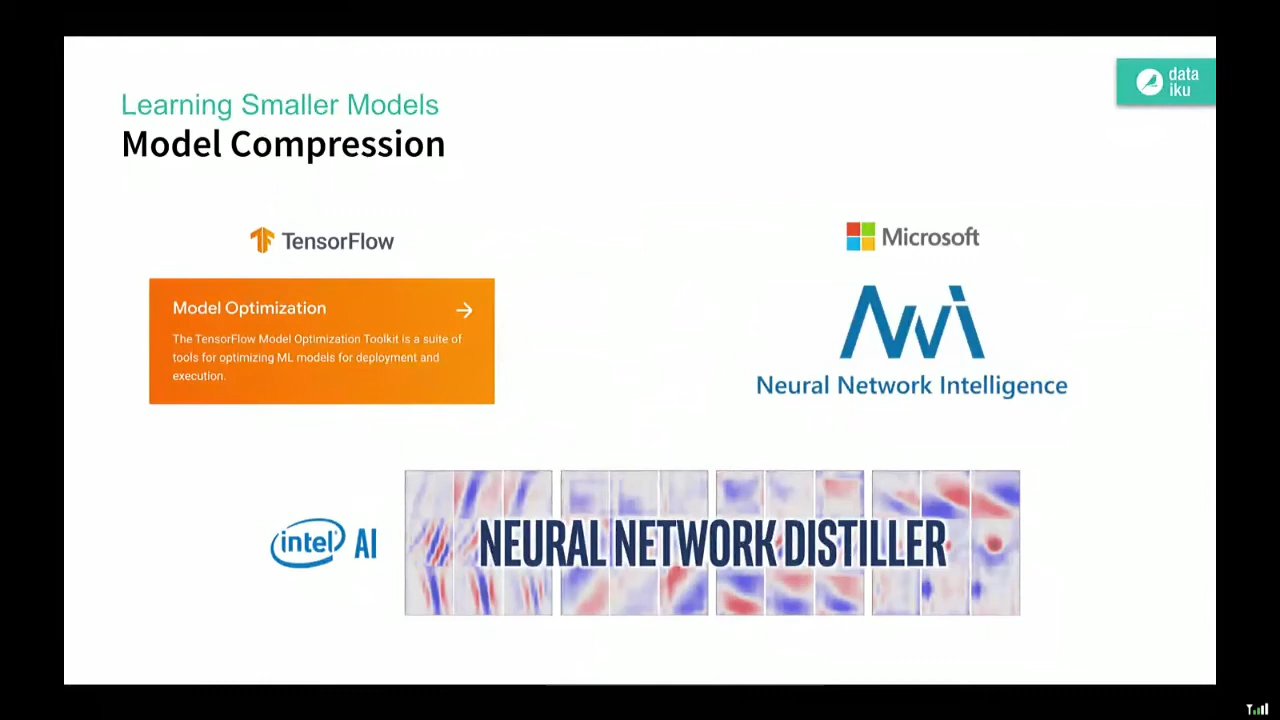 Learning Smaller Models
Model Compression
data
iku
TensorFlow
Model Optimization
The TensorFlow Model Optimization Toolkit is a suite of
tools for optimizing ML models for deployment and
execution.
Microsoft
Neural Network Intelligence
intel AI
NEURAL NETWORK DISTILLER